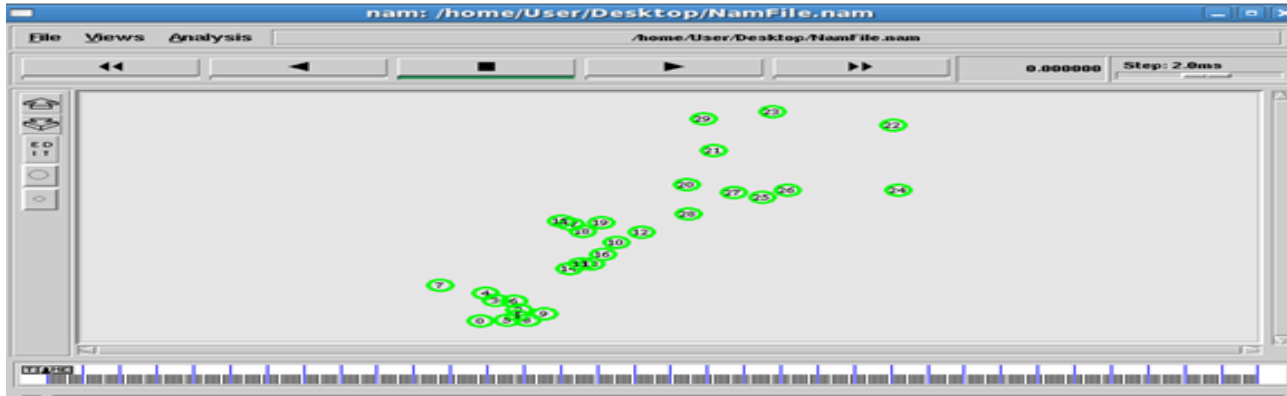 nam: /home/User/Desktop/NamFile.nam
File Views Analysis /home/User/Desktop/NamFile.nam
0.000000 Step: 2.0ms
29 23 22
21
20 27 25 26 24
28
19
18 12
10
16
14 11 13
7
4
3 6
9
0 5 8
E D
I T
TIME